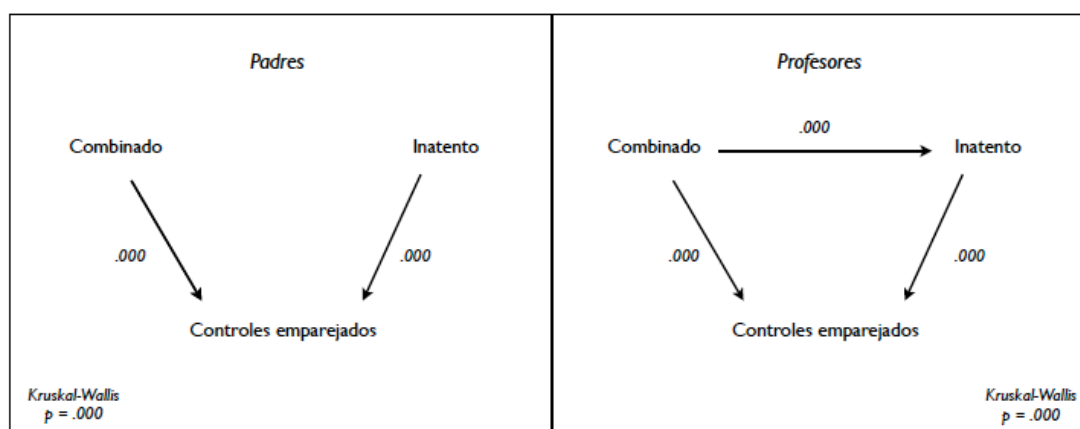 Padres
Combinado
Inatento
.000
.000
Controles emparejados
Kruskal-Wallis
p = .000
Profesores
.000
Combinado
Inatento
.000
.000
Controles emparejados
Kruskal-Wallis
p = .000